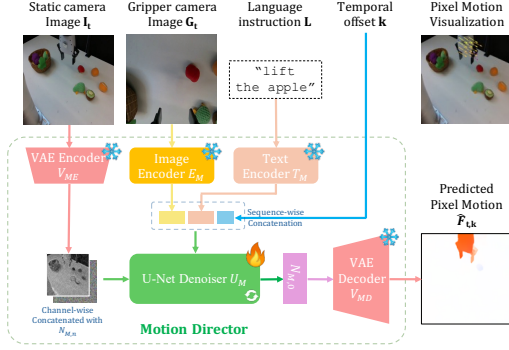 Static camera
Image I_t
Gripper camera
Image G_t
Language
instruction L
Temporal
offset k
Pixel Motion
Visualization
"lift
the apple"
VAE Encoder
V_ME
Image
Encoder E_M
Text
Encoder T_M
Sequence-wise
Concatenation
Predicted
Pixel Motion
F̂_t,k
U-Net Denoiser U_M
N_M,0
VAE
Decoder
V_MD
Channel-wise
Concatenated with
N_M,n
Motion Director